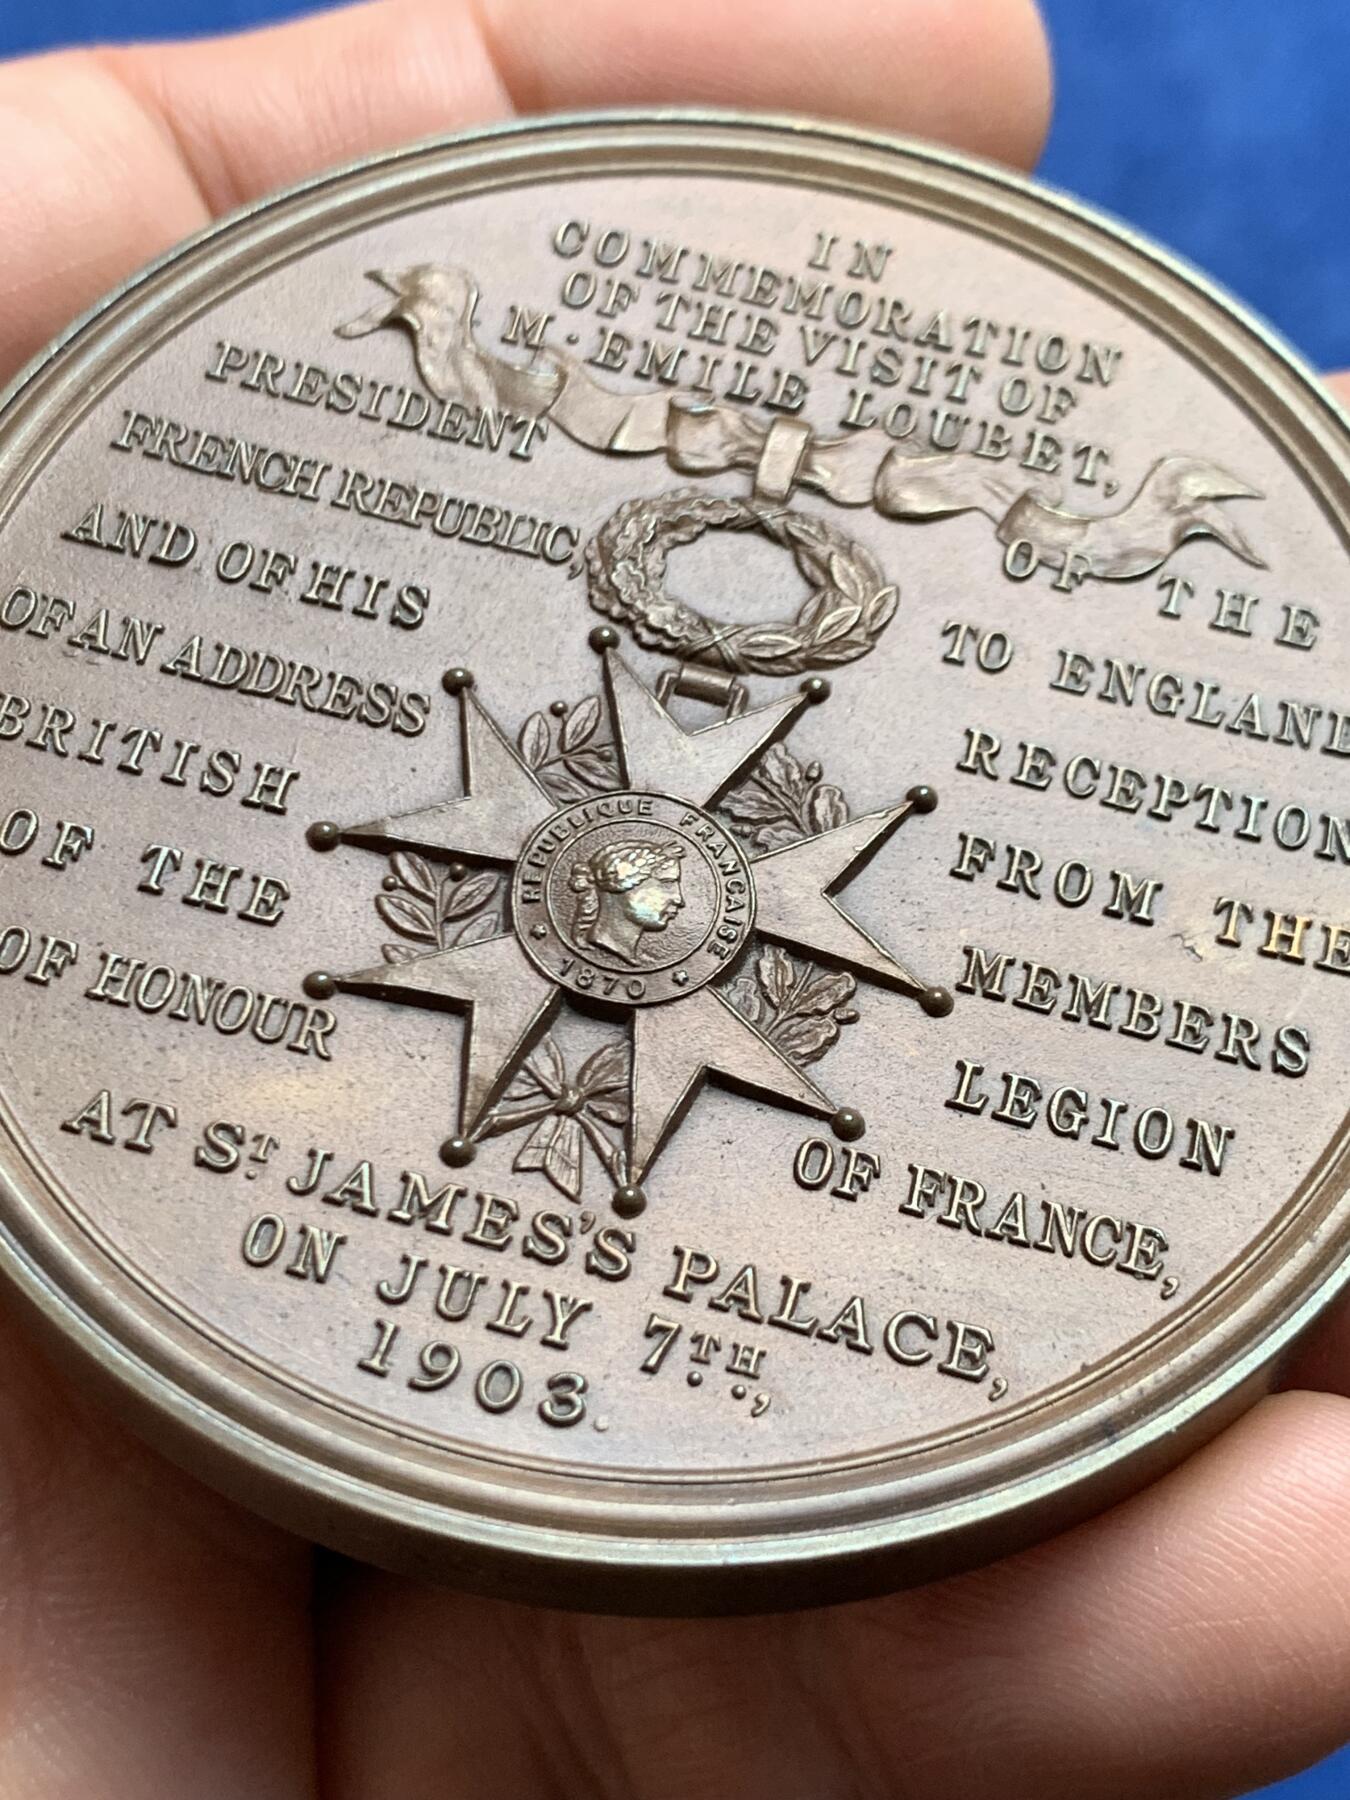 IN
COMMEMORATION
OF THE VISIT OF
M. EMILE LOUBET,
PRESIDENT OF THE
FRENCH REPUBLIC, TO ENGLAND
AND OF HIS RECEPTION
OF AN ADDRESS FROM THE
BRITISH MEMBERS
OF THE LEGION
OF HONOUR OF FRANCE,
AT ST JAMES'S PALACE,
ON JULY 7TH,
1903.
REPUBLIQUE FRANÇAISE
* 1870 *